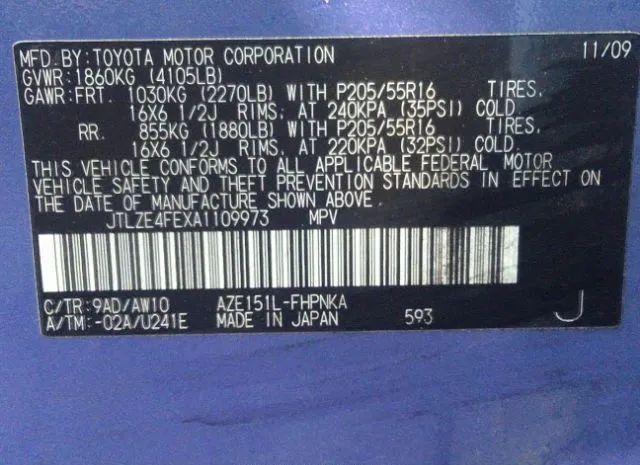 MFD. BY: TOYOTA MOTOR CORPORATION 11/09
GVWR: 1860KG (4105LB)
GAWR: FRT. 1030KG (2270LB) WITH P205/55R16 TIRES,
16X6 1/2J RIMS, AT 240KPA (35PSI) COLD.
RR. 855KG (1880LB) WITH P205/55R16 TIRES,
16X6 1/2J RIMS, AT 220KPA (32PSI) COLD.
THIS VEHICLE CONFORMS TO ALL APPLICABLE FEDERAL MOTOR
VEHICLE SAFETY AND THEFT PREVENTION STANDARDS IN EFFECT ON
THE DATE OF MANUFACTURE SHOWN ABOVE.
JTLZE4FEXA1109973 MPV
C/TR: 9AD/AW10 AZE151L-FHPNKA
A/TM: -02A/U241E MADE IN JAPAN 593 J